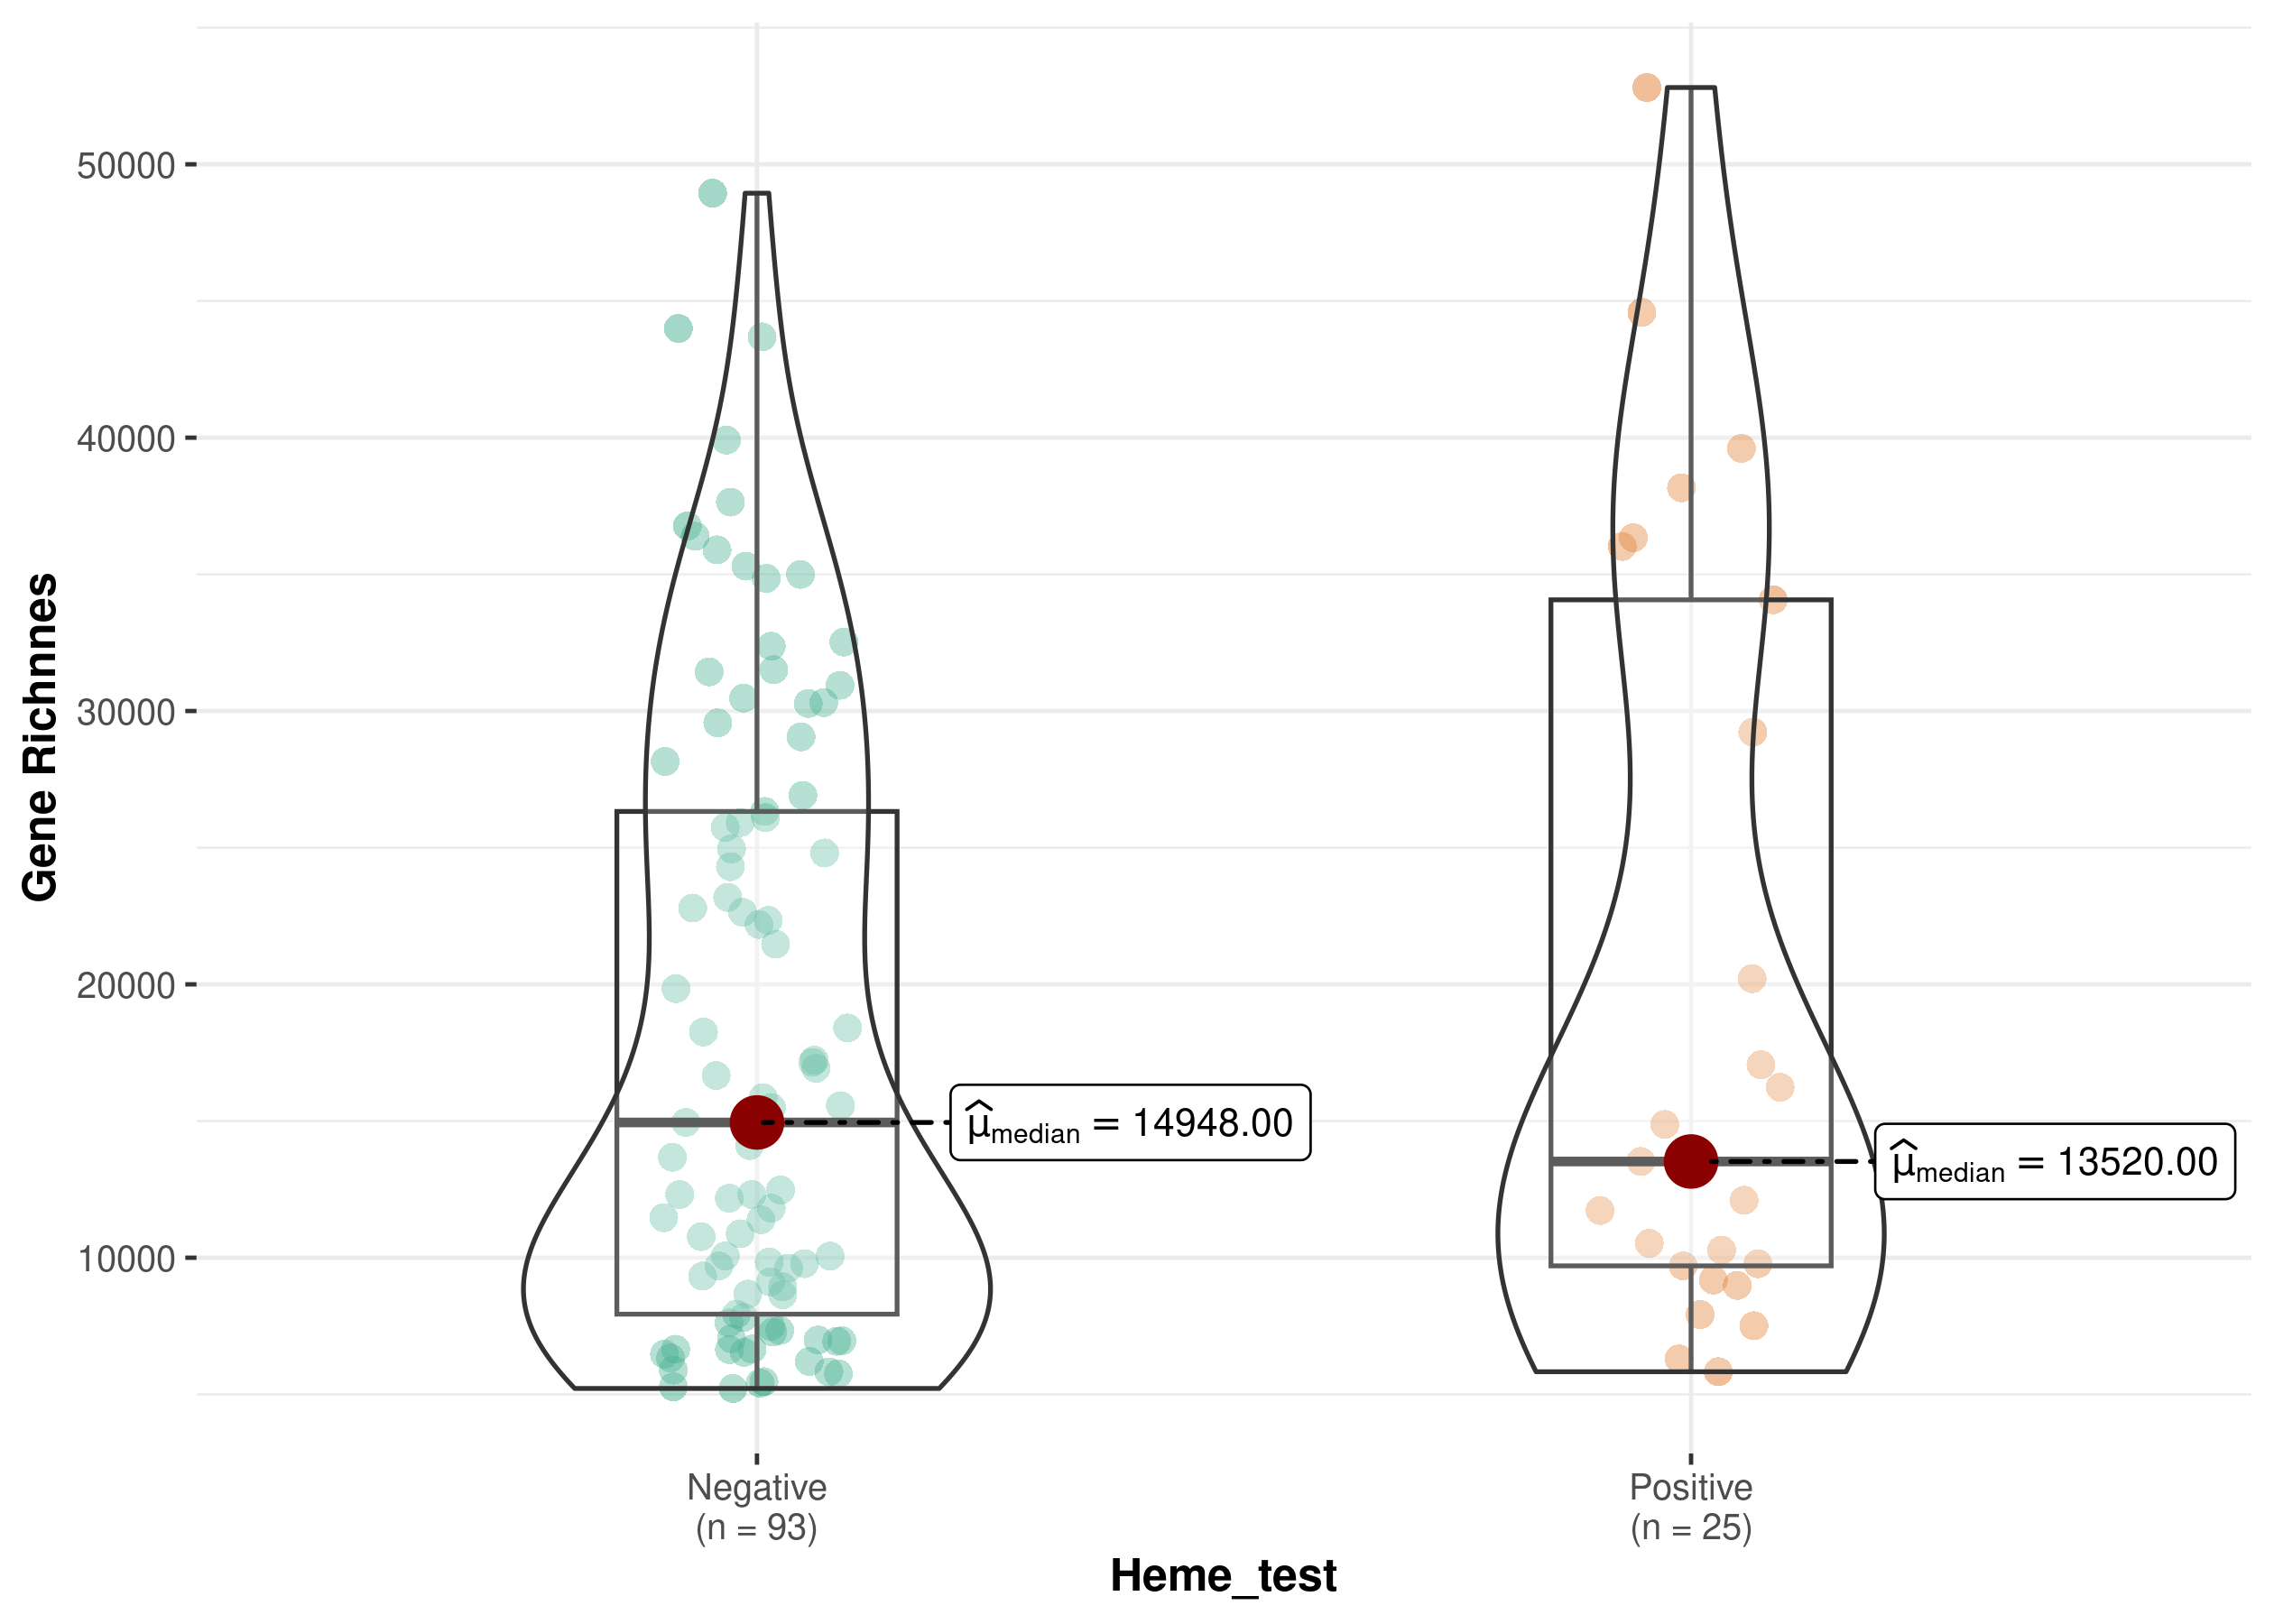 Gene Richnnes
50000
40000
30000
20000
10000
μ̂median = 14948.00
μ̂median = 13520.00
Negative
(n = 93)
Positive
(n = 25)
Heme_test